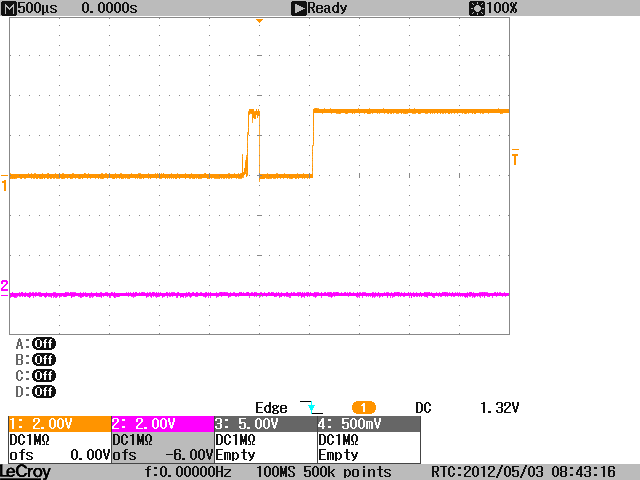 M 500µs 0.0000s Ready 100%
T
1
2
A: Off
B: Off
C: Off
D: Off
Edge 1 DC 1.32V
1: 2.00V 2: 2.00V 3: 5.00V 4: 500mV
DC1MΩ DC1MΩ DC1MΩ DC1MΩ
ofs 0.00V ofs -6.00V Empty Empty
LeCroy f:0.00000Hz 100MS 500k points RTC:2012/05/03 08:43:16